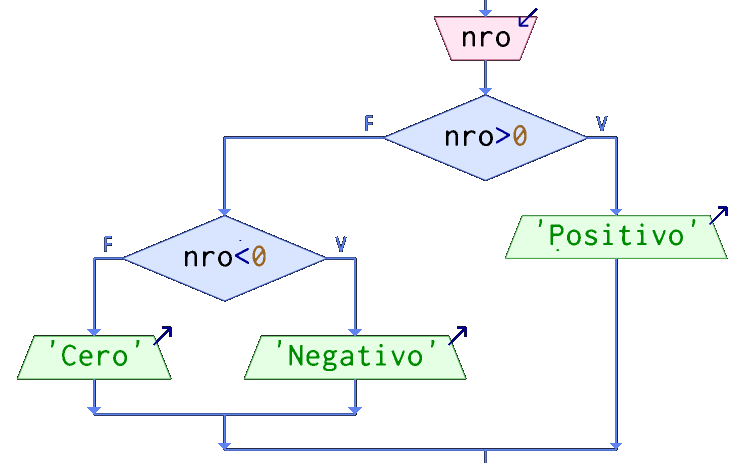 nro
F
nro>0
V
'Positivo'
F
nro<0
V
'Cero'
'Negativo'